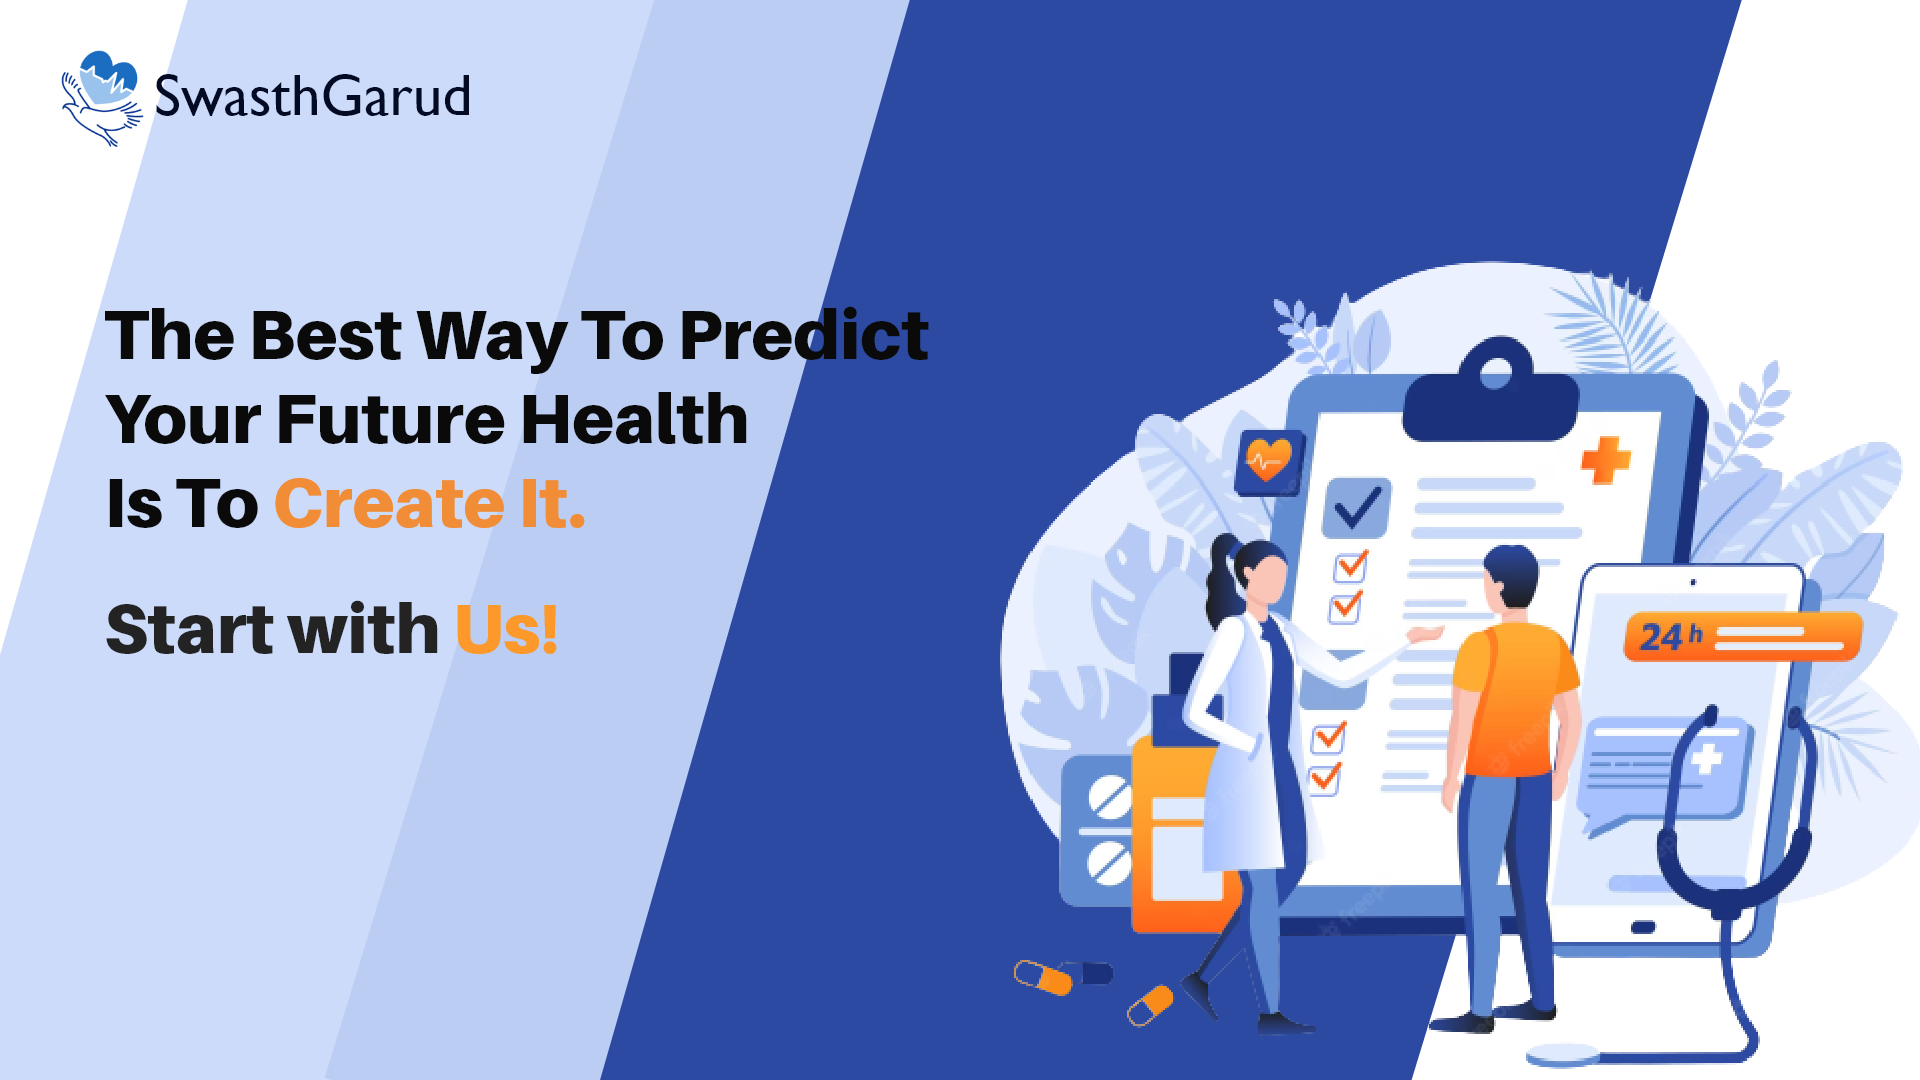 SwasthGarud
The Best Way To Predict
Your Future Health
Is To Create It.
Start with Us!
24 h